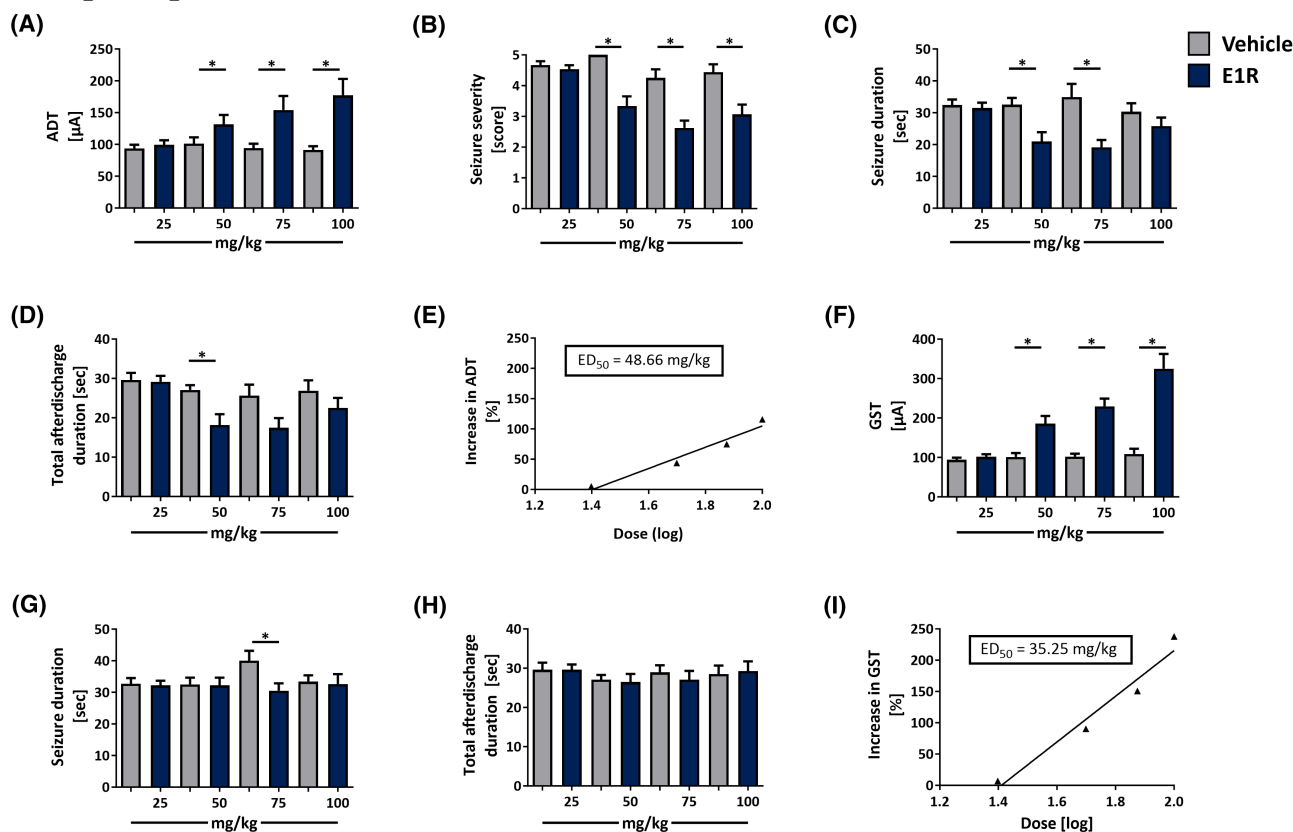 (A)
250
200
150
100
50
0
ADT
[µA]
*
*
*
25
50
75
100
mg/kg
(B)
5
4
3
2
1
0
Seizure severity
[score]
*
*
*
25
50
75
100
mg/kg
(C)
50
40
30
20
10
0
Seizure duration
[sec]
*
*
25
50
75
100
mg/kg
Vehicle
E1R
(D)
40
30
20
10
0
Total afterdischarge
duration [sec]
*
25
50
75
100
mg/kg
(E)
250
200
150
100
50
0
Increase in ADT
[%]
ED50 = 48.66 mg/kg
1.2
1.4
1.6
1.8
2.0
Dose (log)
(F)
400
300
200
100
0
GST
[µA]
*
*
*
25
50
75
100
mg/kg
(G)
50
40
30
20
10
0
Seizure duration
[sec]
*
25
50
75
100
mg/kg
(H)
40
30
20
10
0
Total afterdischarge
duration [sec]
25
50
75
100
mg/kg
(I)
250
200
150
100
50
0
Increase in GST
[%]
ED50 = 35.25 mg/kg
1.2
1.4
1.6
1.8
2.0
Dose [log]